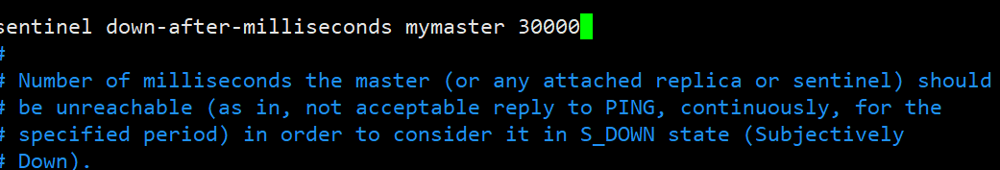 sentinel down-after-milliseconds mymaster 30000
#
# Number of milliseconds the master (or any attached replica or sentinel) should
# be unreachable (as in, not acceptable reply to PING, continuously, for the
# specified period) in order to consider it in S_DOWN state (Subjectively
# Down).